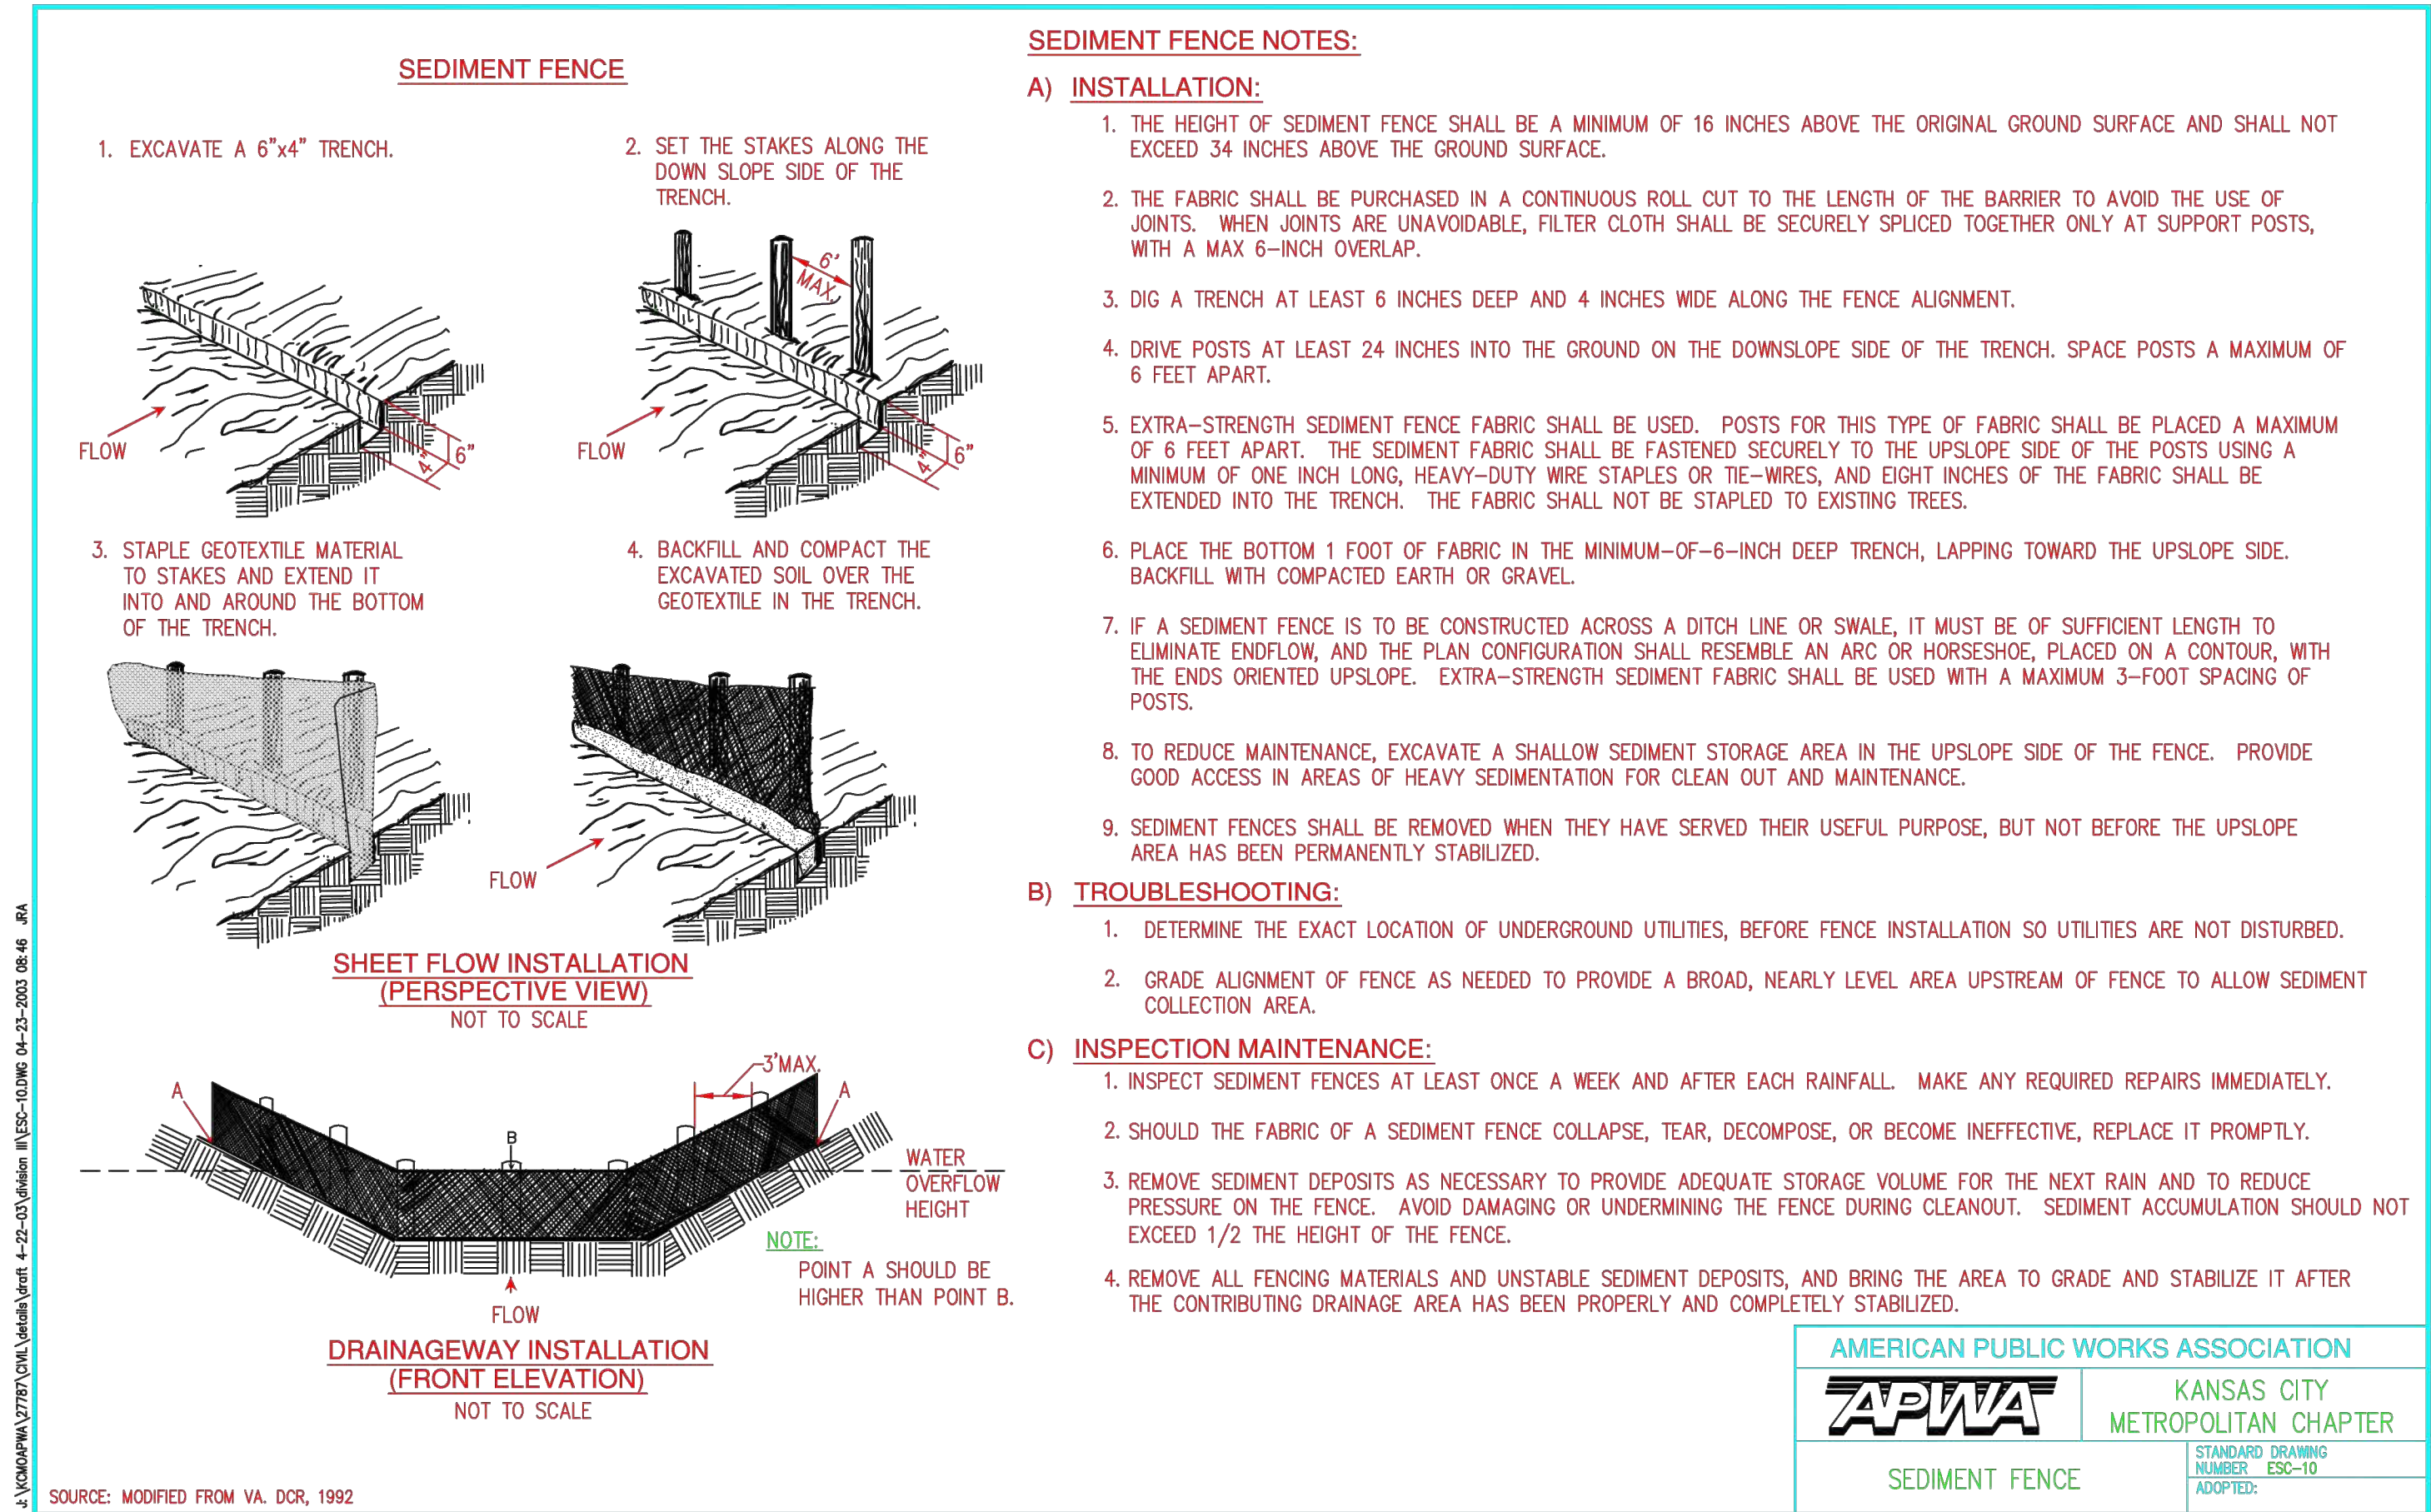 SEDIMENT FENCE
1. EXCAVATE A 6"x4" TRENCH.
2. SET THE STAKES ALONG THE
DOWN SLOPE SIDE OF THE
TRENCH.
FLOW
4"
6"
6'
MAX.
FLOW
4"
6"
3. STAPLE GEOTEXTILE MATERIAL
TO STAKES AND EXTEND IT
INTO AND AROUND THE BOTTOM
OF THE TRENCH.
4. BACKFILL AND COMPACT THE
EXCAVATED SOIL OVER THE
GEOTEXTILE IN THE TRENCH.
FLOW
SHEET FLOW INSTALLATION
(PERSPECTIVE VIEW)
NOT TO SCALE
3'MAX.
A
A
B
WATER
OVERFLOW
HEIGHT
NOTE:
POINT A SHOULD BE
HIGHER THAN POINT B.
FLOW
DRAINAGEWAY INSTALLATION
(FRONT ELEVATION)
NOT TO SCALE
SOURCE: MODIFIED FROM VA. DCR, 1992
J:\KCMOAPWA\27787\CIVIL\details\draft 4-22-03\division III\ESC-10.DWG 04-23-2003 08:46 JRA
SEDIMENT FENCE NOTES:
A) INSTALLATION:
1. THE HEIGHT OF SEDIMENT FENCE SHALL BE A MINIMUM OF 16 INCHES ABOVE THE ORIGINAL GROUND SURFACE AND SHALL NOT
EXCEED 34 INCHES ABOVE THE GROUND SURFACE.
2. THE FABRIC SHALL BE PURCHASED IN A CONTINUOUS ROLL CUT TO THE LENGTH OF THE BARRIER TO AVOID THE USE OF
JOINTS. WHEN JOINTS ARE UNAVOIDABLE, FILTER CLOTH SHALL BE SECURELY SPLICED TOGETHER ONLY AT SUPPORT POSTS,
WITH A MAX 6-INCH OVERLAP.
3. DIG A TRENCH AT LEAST 6 INCHES DEEP AND 4 INCHES WIDE ALONG THE FENCE ALIGNMENT.
4. DRIVE POSTS AT LEAST 24 INCHES INTO THE GROUND ON THE DOWNSLOPE SIDE OF THE TRENCH. SPACE POSTS A MAXIMUM OF
6 FEET APART.
5. EXTRA-STRENGTH SEDIMENT FENCE FABRIC SHALL BE USED. POSTS FOR THIS TYPE OF FABRIC SHALL BE PLACED A MAXIMUM
OF 6 FEET APART. THE SEDIMENT FABRIC SHALL BE FASTENED SECURELY TO THE UPSLOPE SIDE OF THE POSTS USING A
MINIMUM OF ONE INCH LONG, HEAVY-DUTY WIRE STAPLES OR TIE-WIRES, AND EIGHT INCHES OF THE FABRIC SHALL BE
EXTENDED INTO THE TRENCH. THE FABRIC SHALL NOT BE STAPLED TO EXISTING TREES.
6. PLACE THE BOTTOM 1 FOOT OF FABRIC IN THE MINIMUM-OF-6-INCH DEEP TRENCH, LAPPING TOWARD THE UPSLOPE SIDE.
BACKFILL WITH COMPACTED EARTH OR GRAVEL.
7. IF A SEDIMENT FENCE IS TO BE CONSTRUCTED ACROSS A DITCH LINE OR SWALE, IT MUST BE OF SUFFICIENT LENGTH TO
ELIMINATE ENDFLOW, AND THE PLAN CONFIGURATION SHALL RESEMBLE AN ARC OR HORSESHOE, PLACED ON A CONTOUR, WITH
THE ENDS ORIENTED UPSLOPE. EXTRA-STRENGTH SEDIMENT FABRIC SHALL BE USED WITH A MAXIMUM 3-FOOT SPACING OF
POSTS.
8. TO REDUCE MAINTENANCE, EXCAVATE A SHALLOW SEDIMENT STORAGE AREA IN THE UPSLOPE SIDE OF THE FENCE. PROVIDE
GOOD ACCESS IN AREAS OF HEAVY SEDIMENTATION FOR CLEAN OUT AND MAINTENANCE.
9. SEDIMENT FENCES SHALL BE REMOVED WHEN THEY HAVE SERVED THEIR USEFUL PURPOSE, BUT NOT BEFORE THE UPSLOPE
AREA HAS BEEN PERMANENTLY STABILIZED.
B) TROUBLESHOOTING:
1. DETERMINE THE EXACT LOCATION OF UNDERGROUND UTILITIES, BEFORE FENCE INSTALLATION SO UTILITIES ARE NOT DISTURBED.
2. GRADE ALIGNMENT OF FENCE AS NEEDED TO PROVIDE A BROAD, NEARLY LEVEL AREA UPSTREAM OF FENCE TO ALLOW SEDIMENT
COLLECTION AREA.
C) INSPECTION MAINTENANCE:
1. INSPECT SEDIMENT FENCES AT LEAST ONCE A WEEK AND AFTER EACH RAINFALL. MAKE ANY REQUIRED REPAIRS IMMEDIATELY.
2. SHOULD THE FABRIC OF A SEDIMENT FENCE COLLAPSE, TEAR, DECOMPOSE, OR BECOME INEFFECTIVE, REPLACE IT PROMPTLY.
3. REMOVE SEDIMENT DEPOSITS AS NECESSARY TO PROVIDE ADEQUATE STORAGE VOLUME FOR THE NEXT RAIN AND TO REDUCE
PRESSURE ON THE FENCE. AVOID DAMAGING OR UNDERMINING THE FENCE DURING CLEANOUT. SEDIMENT ACCUMULATION SHOULD NOT
EXCEED 1/2 THE HEIGHT OF THE FENCE.
4. REMOVE ALL FENCING MATERIALS AND UNSTABLE SEDIMENT DEPOSITS, AND BRING THE AREA TO GRADE AND STABILIZE IT AFTER
THE CONTRIBUTING DRAINAGE AREA HAS BEEN PROPERLY AND COMPLETELY STABILIZED.
AMERICAN PUBLIC WORKS ASSOCIATION
APWA
KANSAS CITY
METROPOLITAN CHAPTER
SEDIMENT FENCE
STANDARD DRAWING
NUMBER ESC-10
ADOPTED: